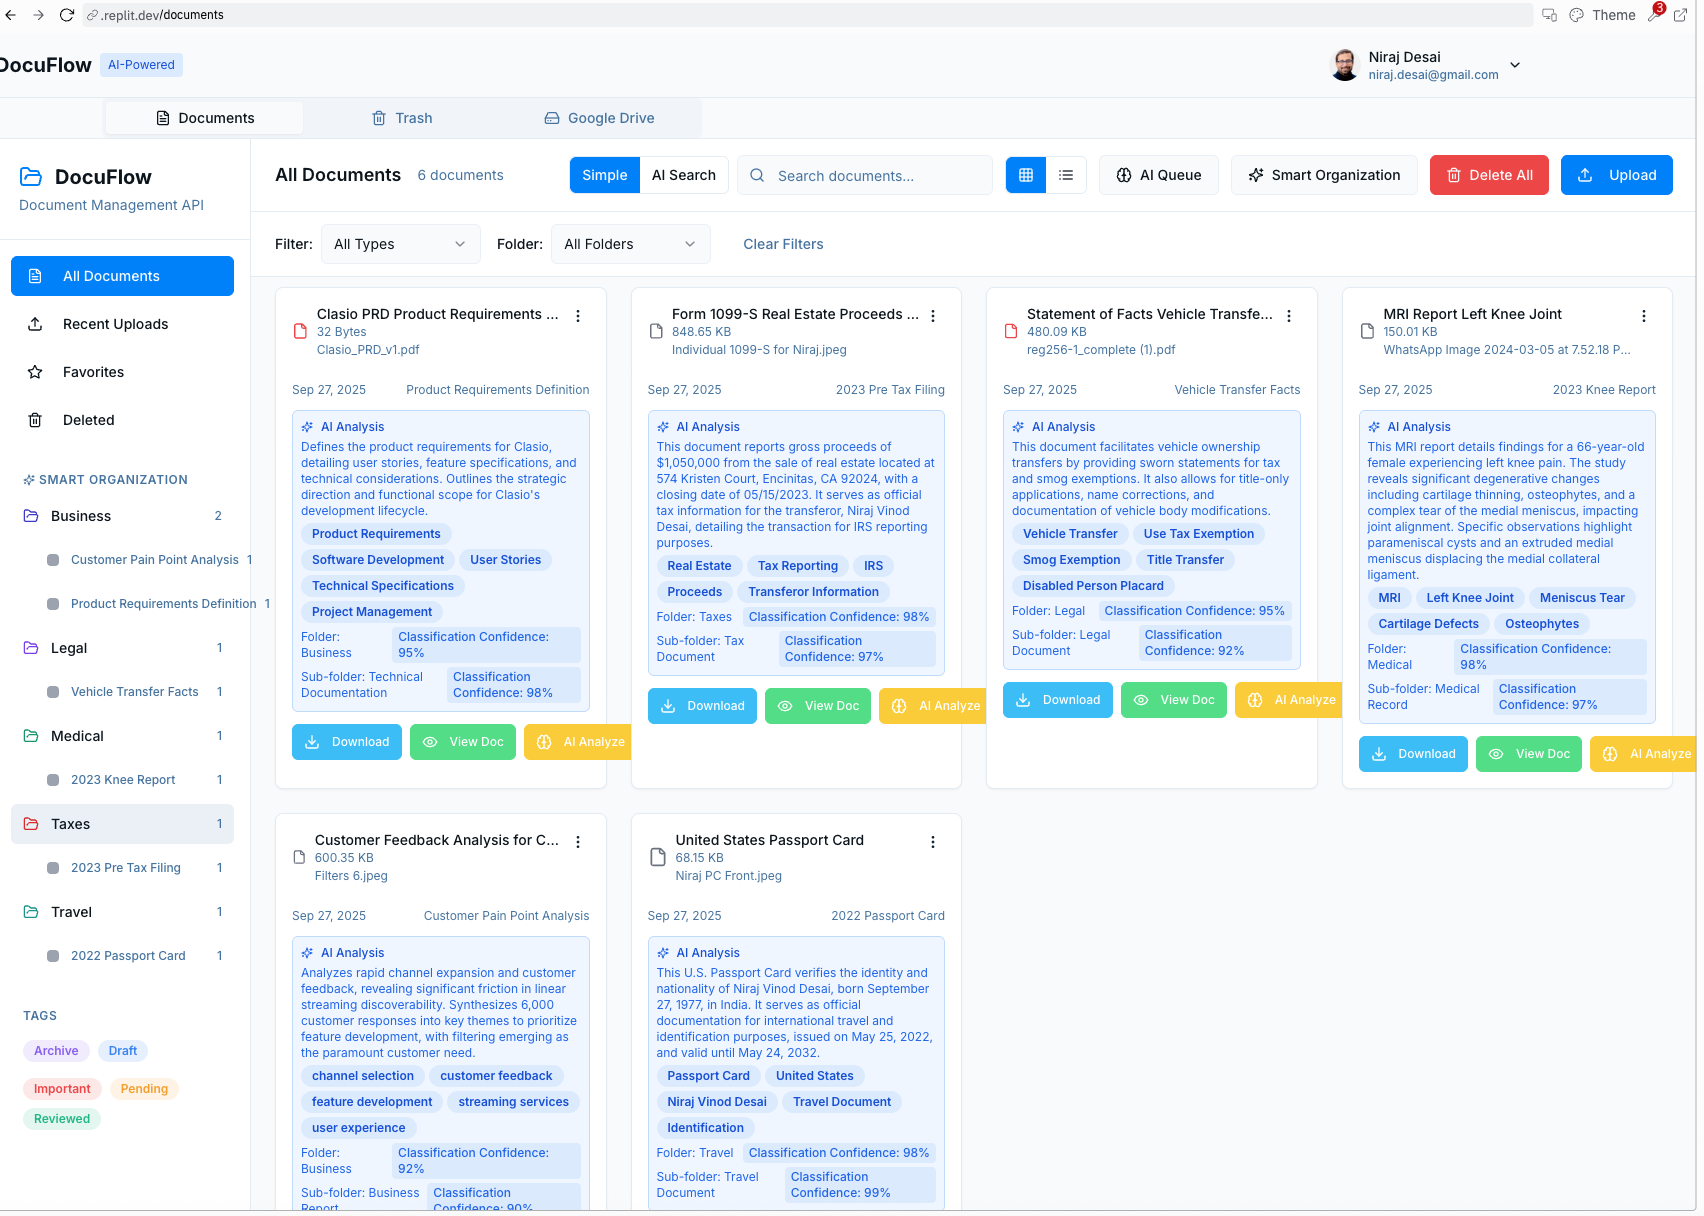 .replit.dev/documents
Theme
3
DocuFlow AI-Powered
Niraj Desai
niraj.desai@gmail.com
Documents Trash Google Drive
DocuFlow
Document Management API
All Documents
Recent Uploads
Favorites
Deleted
SMART ORGANIZATION
Business 2
Customer Pain Point Analysis 1
Product Requirements Definition 1
Legal 1
Vehicle Transfer Facts 1
Medical 1
2023 Knee Report 1
Taxes 1
2023 Pre Tax Filing 1
Travel 1
2022 Passport Card 1
TAGS
Archive Draft
Important Pending
Reviewed
All Documents 6 documents Simple AI Search Search documents... AI Queue Smart Organization Delete All Upload
Filter: All Types Folder: All Folders Clear Filters
Clasio PRD Product Requirements ...
32 Bytes
Clasio_PRD_v1.pdf
Sep 27, 2025 Product Requirements Definition
AI Analysis
Defines the product requirements for Clasio,
detailing user stories, feature specifications, and
technical considerations. Outlines the strategic
direction and functional scope for Clasio's
development lifecycle.
Product Requirements
Software Development User Stories
Technical Specifications
Project Management
Folder: Business Classification Confidence: 95%
Sub-folder: Technical Documentation Classification Confidence: 98%
Download View Doc AI Analyze
Form 1099-S Real Estate Proceeds ...
848.65 KB
Individual 1099-S for Niraj.jpeg
Sep 27, 2025 2023 Pre Tax Filing
AI Analysis
This document reports gross proceeds of
$1,050,000 from the sale of real estate located at
574 Kristen Court, Encinitas, CA 92024, with a
closing date of 05/15/2023. It serves as official
tax information for the transferor, Niraj Vinod
Desai, detailing the transaction for IRS reporting
purposes.
Real Estate Tax Reporting IRS
Proceeds Transferor Information
Folder: Taxes Classification Confidence: 98%
Sub-folder: Tax Document Classification Confidence: 97%
Download View Doc AI Analyze
Statement of Facts Vehicle Transfe...
480.09 KB
reg256-1_complete (1).pdf
Sep 27, 2025 Vehicle Transfer Facts
AI Analysis
This document facilitates vehicle ownership
transfers by providing sworn statements for tax
and smog exemptions. It also allows for title-only
applications, name corrections, and
documentation of vehicle body modifications.
Vehicle Transfer Use Tax Exemption
Smog Exemption Title Transfer
Disabled Person Placard
Folder: Legal Classification Confidence: 95%
Sub-folder: Legal Document Classification Confidence: 92%
Download View Doc AI Analyze
MRI Report Left Knee Joint
150.01 KB
WhatsApp Image 2024-03-05 at 7.52.18 P...
Sep 27, 2025 2023 Knee Report
AI Analysis
This MRI report details findings for a 66-year-old
female experiencing left knee pain. The study
reveals significant degenerative changes
including cartilage thinning, osteophytes, and a
complex tear of the medial meniscus, impacting
joint alignment. Specific observations highlight
parameniscal cysts and an extruded medial
meniscus displacing the medial collateral
ligament.
MRI Left Knee Joint Meniscus Tear
Cartilage Defects Osteophytes
Folder: Medical Classification Confidence: 98%
Sub-folder: Medical Record Classification Confidence: 97%
Download View Doc AI Analyze
Customer Feedback Analysis for C...
600.35 KB
Filters 6.jpeg
Sep 27, 2025 Customer Pain Point Analysis
AI Analysis
Analyzes rapid channel expansion and customer
feedback, revealing significant friction in linear
streaming discoverability. Synthesizes 6,000
customer responses into key themes to prioritize
feature development, with filtering emerging as
the paramount customer need.
channel selection customer feedback
feature development streaming services
user experience
Folder: Business Classification Confidence: 92%
Sub-folder: Business Report Classification Confidence: 90%
United States Passport Card
68.15 KB
Niraj PC Front.jpeg
Sep 27, 2025 2022 Passport Card
AI Analysis
This U.S. Passport Card verifies the identity and
nationality of Niraj Vinod Desai, born September
27, 1977, in India. It serves as official
documentation for international travel and
identification purposes, issued on May 25, 2022,
and valid until May 24, 2032.
Passport Card United States
Niraj Vinod Desai Travel Document
Identification
Folder: Travel Classification Confidence: 98%
Sub-folder: Travel Document Classification Confidence: 99%